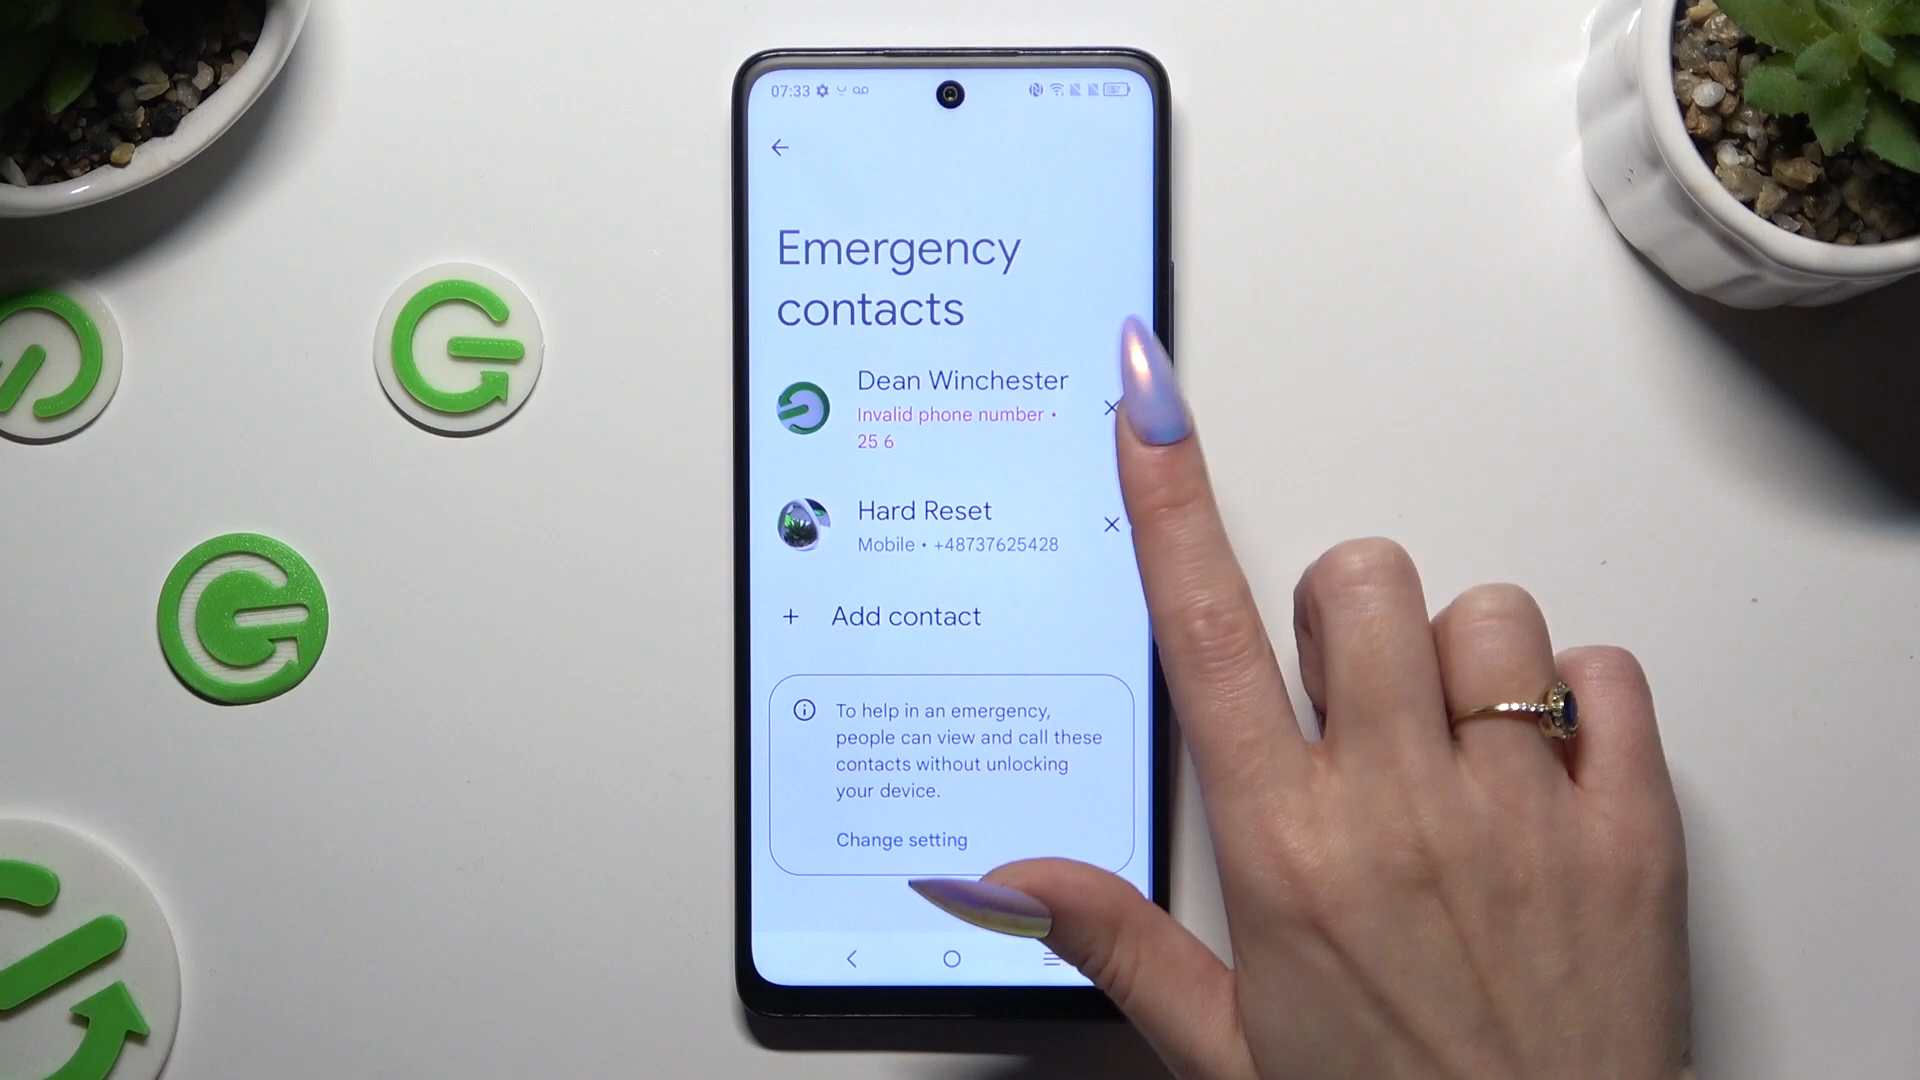 07:33
Emergency
contacts
Dean Winchester
Invalid phone number •
25 6
Hard Reset
Mobile • +48737625428
+ Add contact
To help in an emergency,
people can view and call these
contacts without unlocking
your device.
Change setting